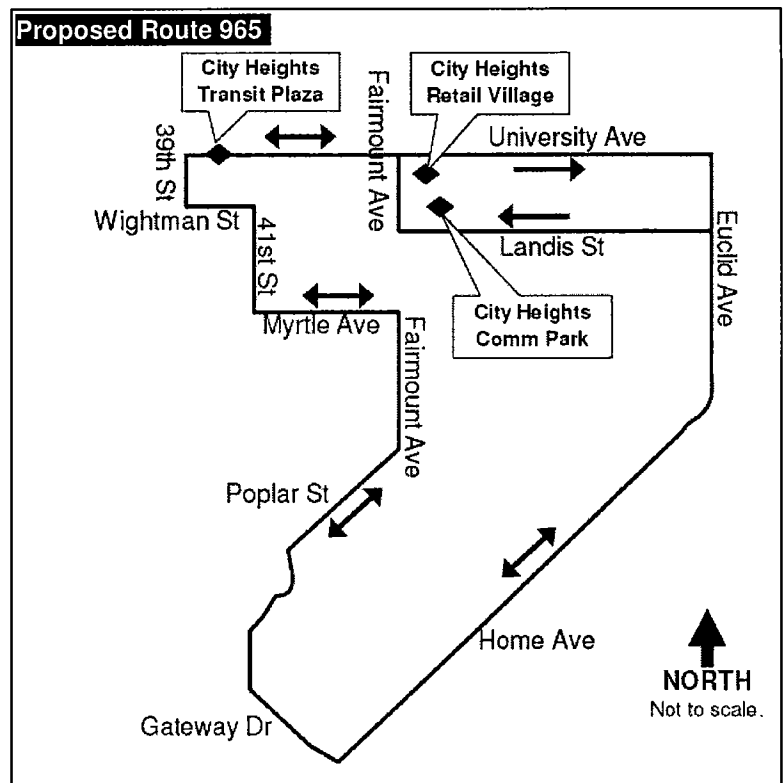 Proposed Route 965
City Heights
Transit Plaza
Fairmount Ave
City Heights
Retail Village
39th St
University Ave
Wightman St
41st St
Landis St
Euclid Ave
Myrtle Ave
City Heights
Comm Park
Fairmount Ave
Poplar St
Home Ave
NORTH
Not to scale.
Gateway Dr